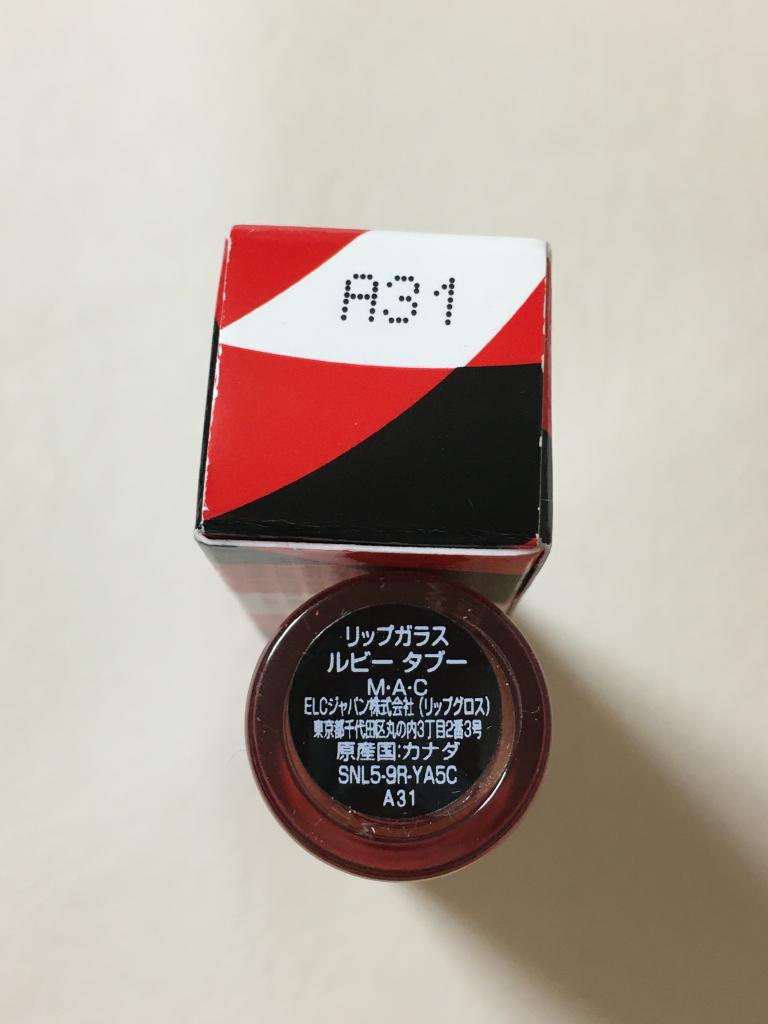 A31
リップガラス
ルビー タブー
M·A·C
ELCジャパン株式会社 (リップグロス)
東京都千代田区丸の内3丁目2番3号
原産国:カナダ
SNL5-9R-YA5C
A31